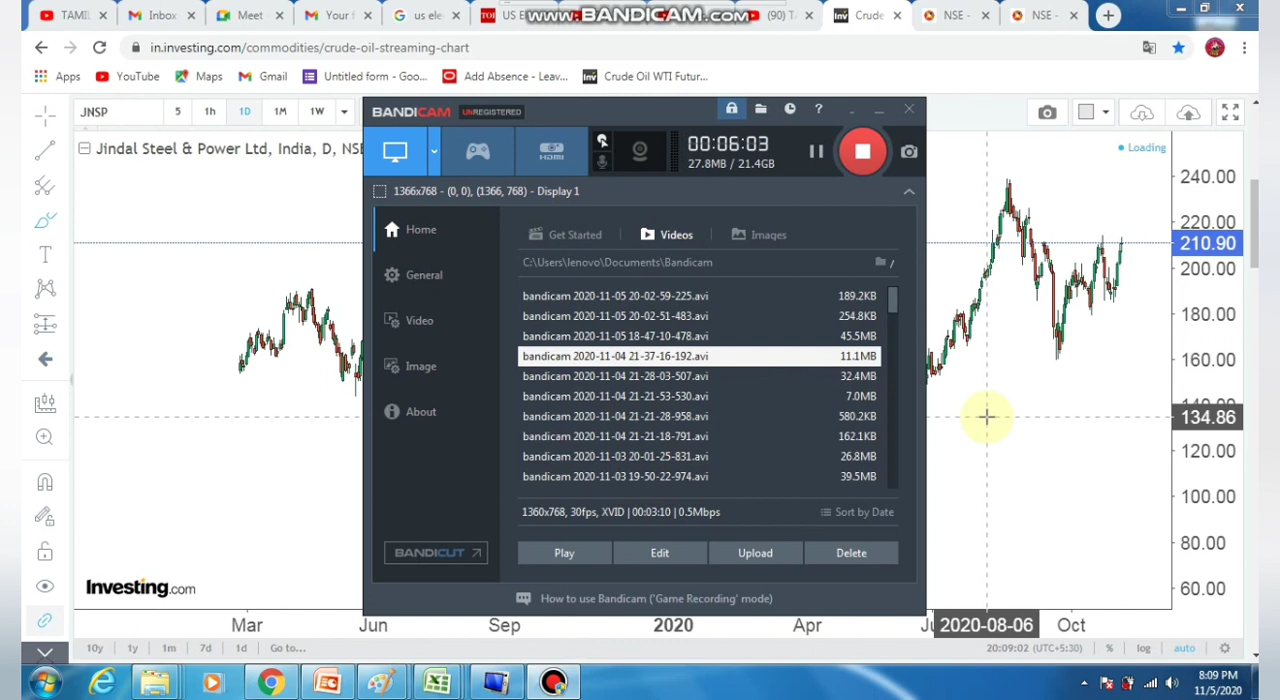 TAMIL
Inbox
Meet
Your f
us ele
US E
www.BANDICAM.com
(90) TA
Crude
NSE -
NSE -
in.investing.com/commodities/crude-oil-streaming-chart
Apps
YouTube
Maps
Gmail
Untitled form - Goo...
Add Absence - Leav...
Crude Oil WTI Futur...
JNSP
5
1h
1D
1M
1W
Jindal Steel & Power Ltd, India, D, NSE
Loading
BANDICAM UNREGISTERED
HDMI
00:06:03
27.8MB / 21.4GB
1366x768 - (0, 0), (1366, 768) - Display 1
Home
General
Video
Image
About
BANDICUT
Get Started
Videos
Images
C:\Users\lenovo\Documents\Bandicam
/
bandicam 2020-11-05 20-02-59-225.avi 189.2KB
bandicam 2020-11-05 20-02-51-483.avi 254.8KB
bandicam 2020-11-05 18-47-10-478.avi 45.5MB
bandicam 2020-11-04 21-37-16-192.avi 11.1MB
bandicam 2020-11-04 21-28-03-507.avi 32.4MB
bandicam 2020-11-04 21-21-53-530.avi 7.0MB
bandicam 2020-11-04 21-21-28-958.avi 580.2KB
bandicam 2020-11-04 21-21-18-791.avi 162.1KB
bandicam 2020-11-03 20-01-25-831.avi 26.8MB
bandicam 2020-11-03 19-50-22-974.avi 39.5MB
1360x768, 30fps, XVID | 00:03:10 | 0.5Mbps
Sort by Date
Play
Edit
Upload
Delete
How to use Bandicam ('Game Recording' mode)
240.00
220.00
210.90
200.00
180.00
160.00
134.86
120.00
100.00
80.00
60.00
Investing.com
Mar
Jun
Sep
2020
Apr
2020-08-06
Oct
10y
1y
1m
7d
1d
Go to...
20:09:02 (UTC+5:30)
%
log
auto
8:09 PM
11/5/2020